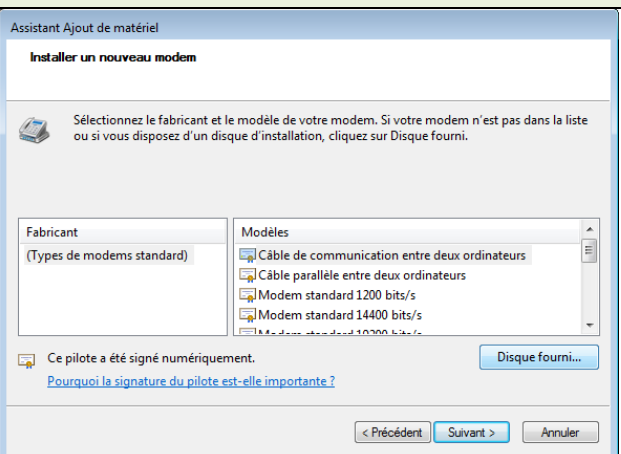 Assistant Ajout de matériel
Installer un nouveau modem
Sélectionnez le fabricant et le modèle de votre modem. Si votre modem n'est pas dans la liste
ou si vous disposez d'un disque d'installation, cliquez sur Disque fourni.
Fabricant
(Types de modems standard)
Modèles
Câble de communication entre deux ordinateurs
Câble parallèle entre deux ordinateurs
Modem standard 1200 bits/s
Modem standard 14400 bits/s
Modem standard 19200 bits/s
Ce pilote a été signé numériquement.
Disque fourni...
Pourquoi la signature du pilote est-elle importante ?
< Précédent
Suivant >
Annuler